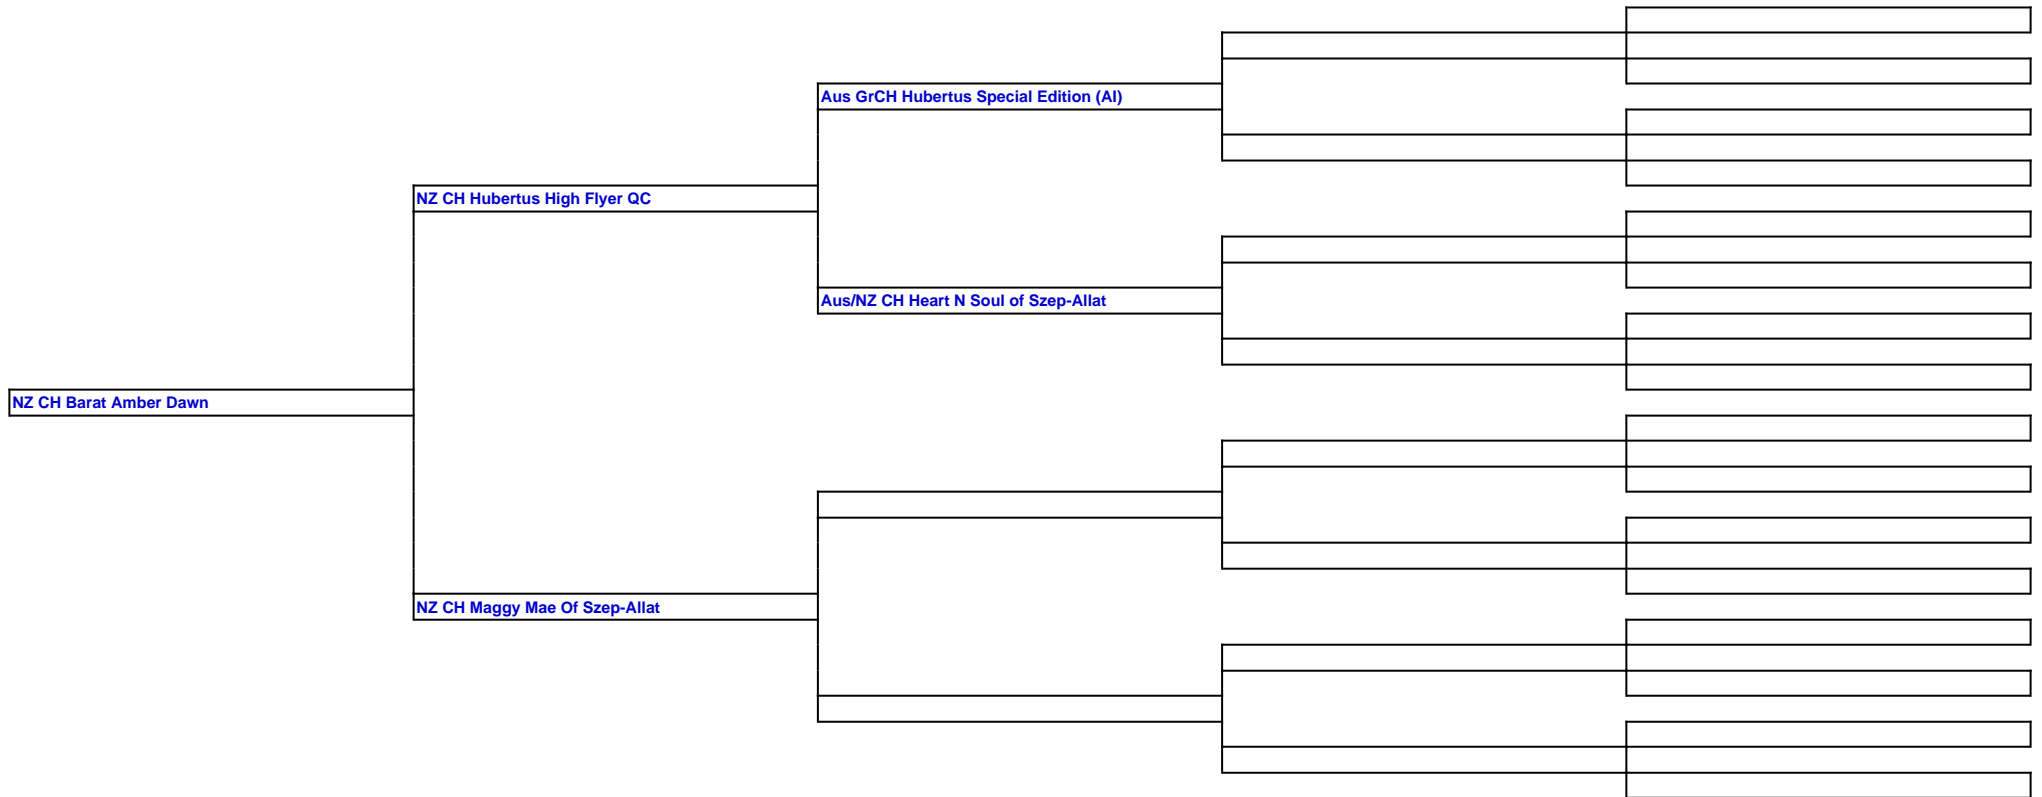 Aus GrCH Hubertus Special Edition (AI)
NZ CH Hubertus High Flyer QC
Aus/NZ CH Heart N Soul of Szep-Allat
NZ CH Barat Amber Dawn
NZ CH Maggy Mae Of Szep-Allat